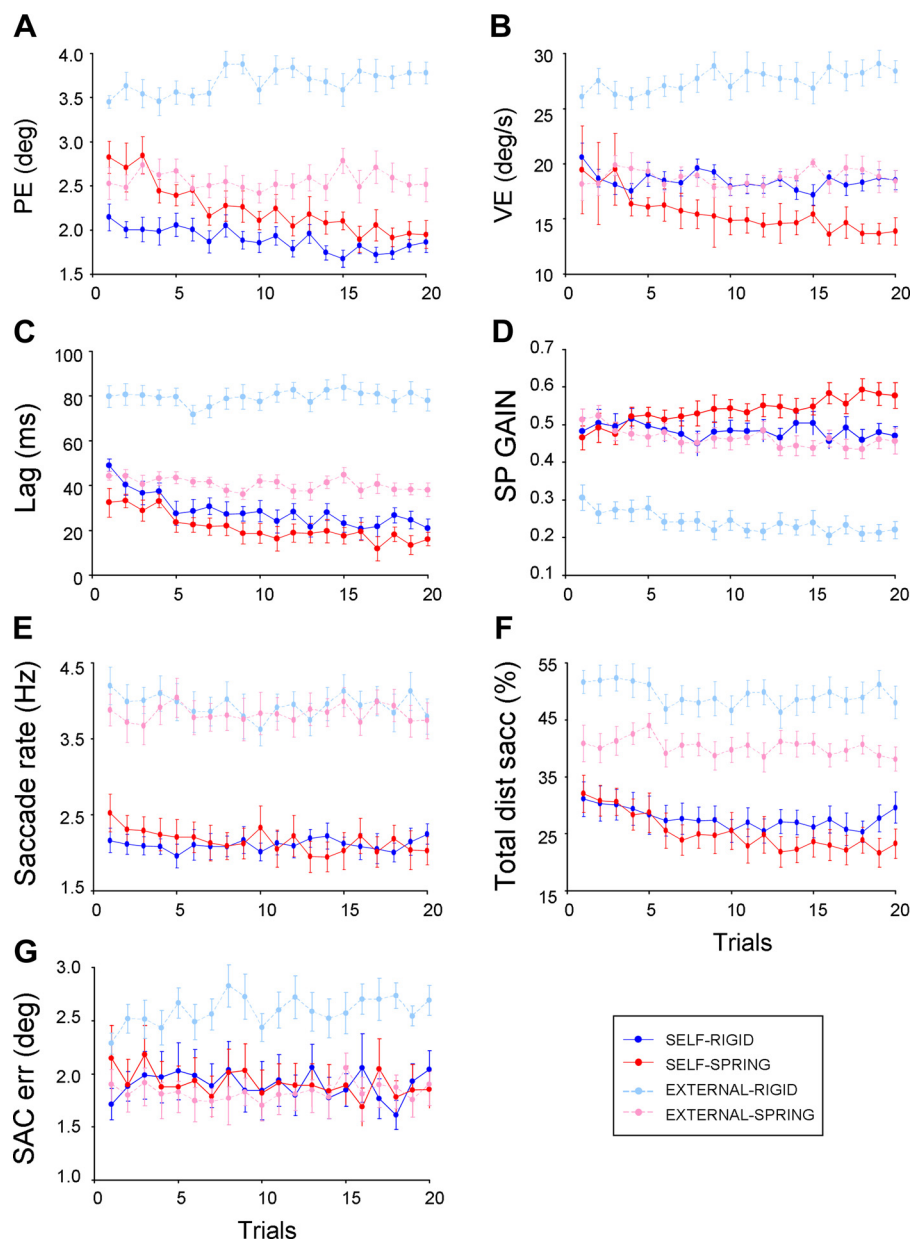 A
PE (deg)
4.0
3.5
3.0
2.5
2.0
1.5
0 5 10 15 20
B
VE (deg/s)
30
25
20
15
10
0 5 10 15 20
C
Lag (ms)
100
80
60
40
20
0
0 5 10 15 20
D
SP GAIN
0.7
0.6
0.5
0.4
0.3
0.2
0.1
0 5 10 15 20
E
Saccade rate (Hz)
4.5
3.5
2.5
1.5
0 5 10 15 20
F
Total dist sacc (%)
55
45
35
25
15
0 5 10 15 20
Trials
G
SAC err (deg)
3.0
2.5
2.0
1.5
1.0
0 5 10 15 20
Trials
SELF-RIGID
SELF-SPRING
EXTERNAL-RIGID
EXTERNAL-SPRING